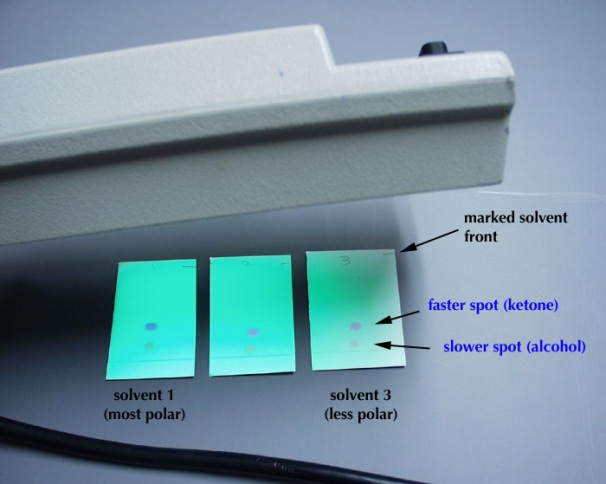 marked solvent
front
faster spot (ketone)
slower spot (alcohol)
3
solvent 1
(most polar)
solvent 3
(less polar)